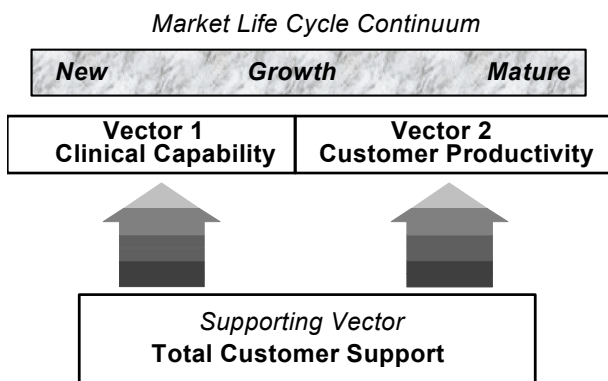 Market Life Cycle Continuum
New Growth Mature
Vector 1
Clinical Capability
Vector 2
Customer Productivity
Supporting Vector
Total Customer Support